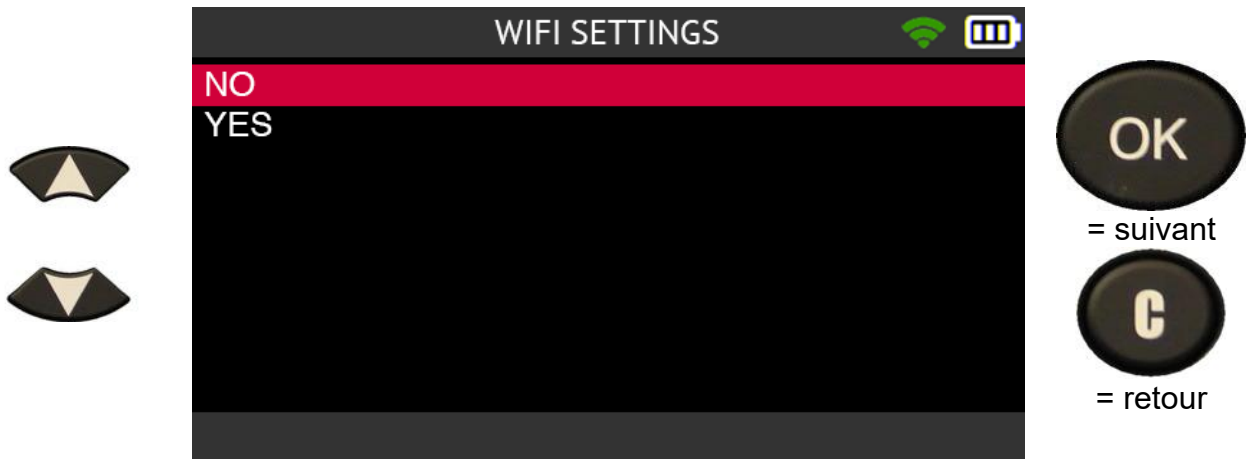 WIFI SETTINGS
NO
YES
OK
= suivant
C
= retour